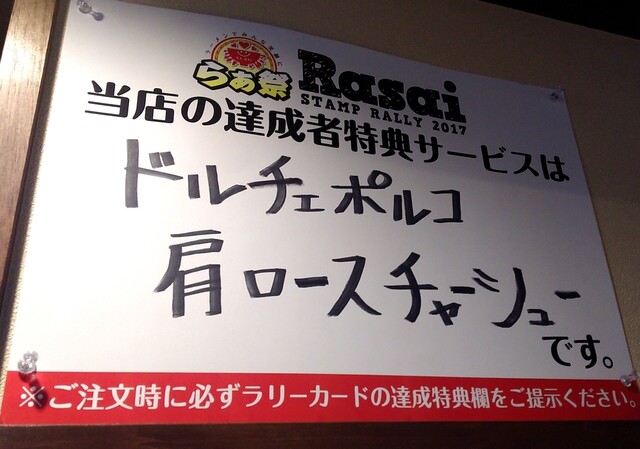 らぁ祭 Rasai
STAMP RALLY 2017
当店の達成者特典サービスは
ドルチェポルコ
肩ロースチャーシュー
です。
※ご注文時に必ずラリーカードの達成特典欄をご提示ください。